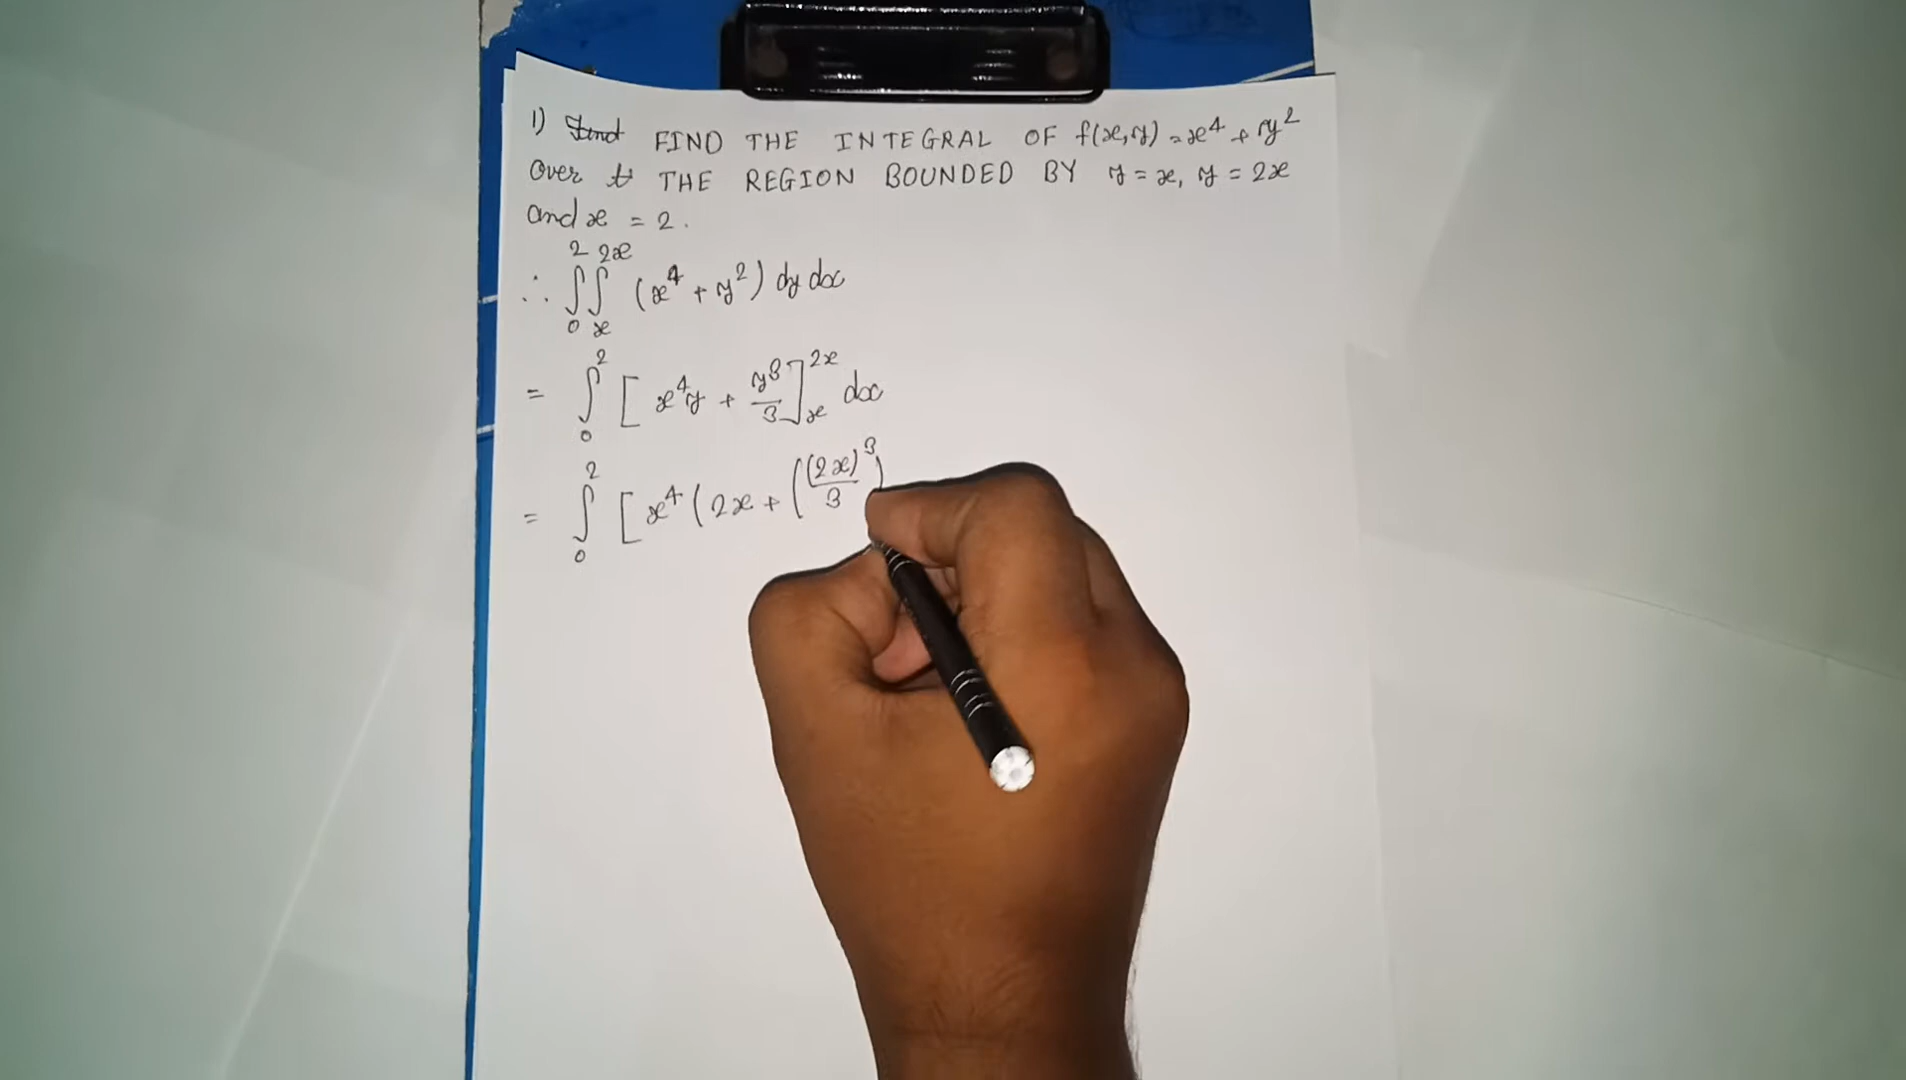 1) Find FIND THE INTEGRAL OF f(x,y) = x⁴ + y²
Over t THE REGION BOUNDED BY y = x, y = 2x
and x = 2.
∴ ∫₀² ∫ₓ²ˣ (x⁴ + y²) dy dx
= ∫₀² [ x⁴y + y³/3 ]ₓ²ˣ dx
= ∫₀² [ x⁴ ( 2x + ( (2x)³/3 )